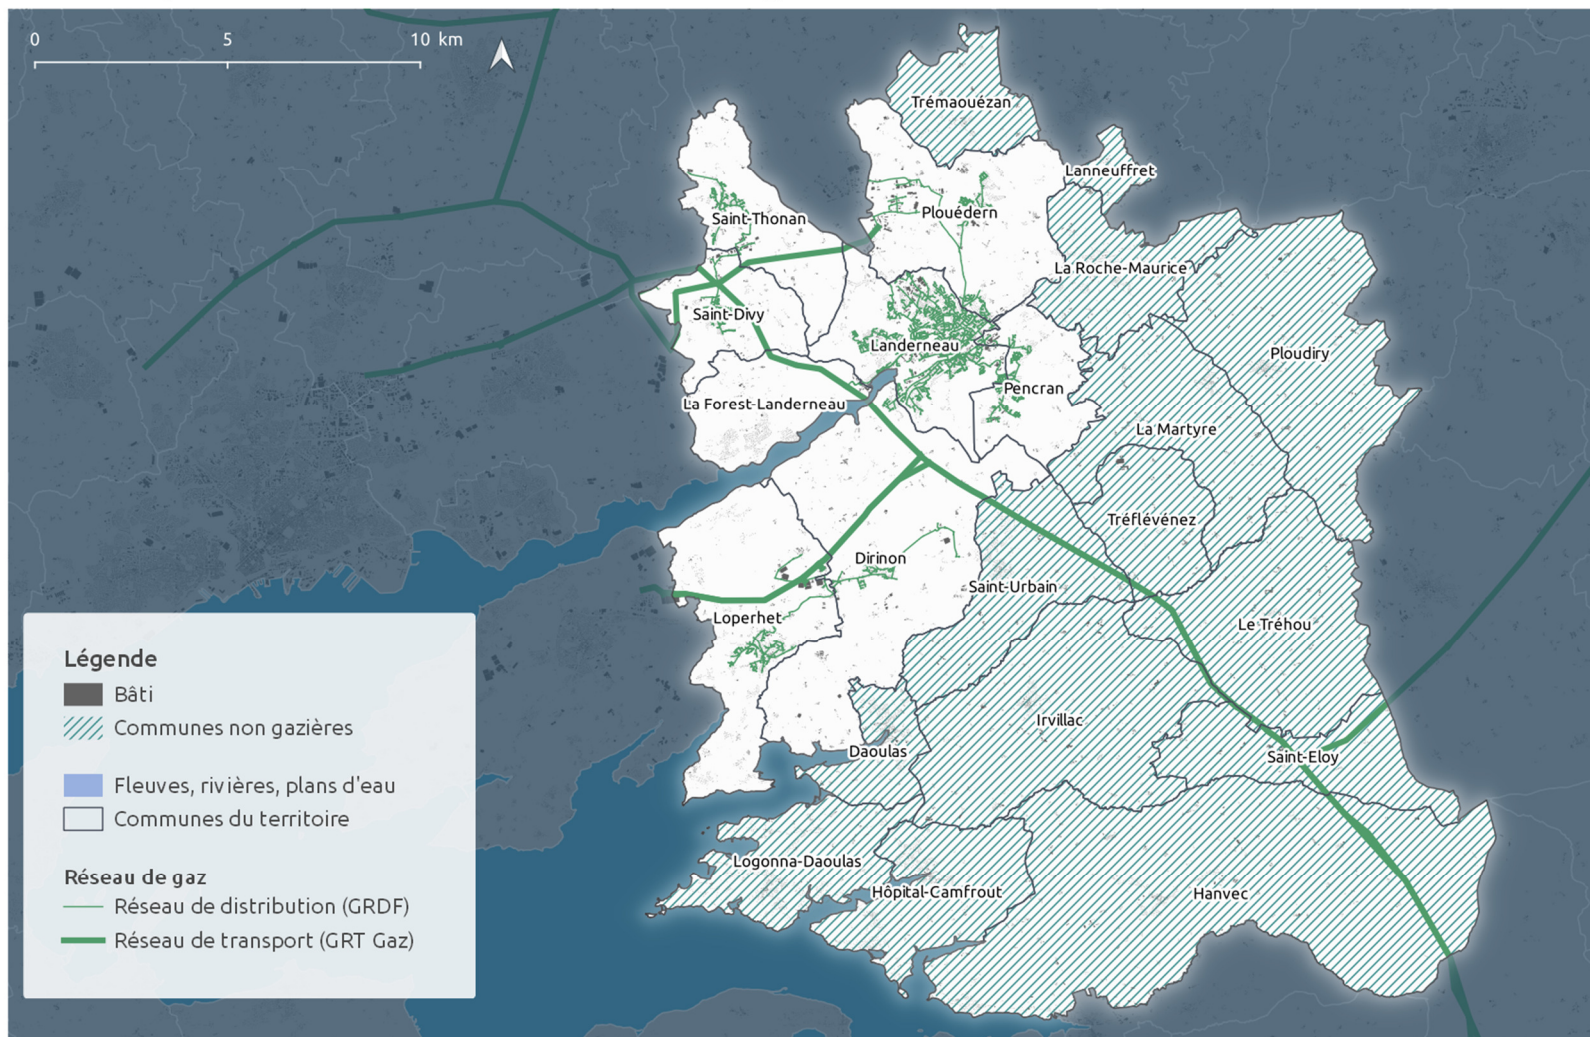 0 5 10 km
Trémaouézan
Lanneuffret
Saint-Thonan
Plouédern
La Roche-Maurice
Saint-Divy
Landerneau
Ploudiry
Pencran
La Forest-Landerneau
La Martyre
Tréflévénez
Dirinon
Saint-Urbain
Loperhet
Le Tréhou
Irvillac
Daoulas
Saint-Eloy
Logonna-Daoulas
Hôpital-Camfrout
Hanvec
Légende
Bâti
Communes non gazières
Fleuves, rivières, plans d'eau
Communes du territoire
Réseau de gaz
Réseau de distribution (GRDF)
Réseau de transport (GRT Gaz)